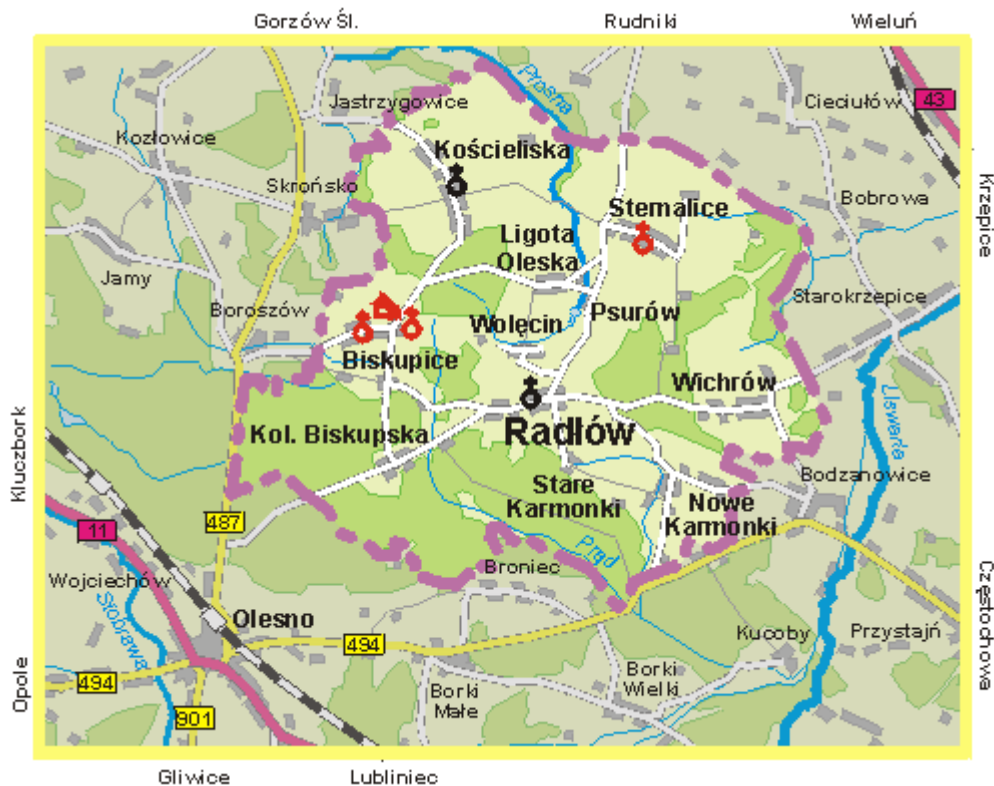 Gorzów Śl.
Rudniki
Wieluń
Prosna
Jastrzygowice
Cieciułów
43
Kozłowice
Kościeliska
Krzepice
Skrońsko
Sternalice
Bobrowa
Ligota
Oleska
Jamy
Boroszów
Starokrzepice
Psurów
Wolęcin
Biskupice
Wichrów
Liswarta
Kluczbork
Kol. Biskupska
Radłów
Bodzanowice
Stare
Karmonki
Nowe
Karmonki
487
11
Prąd
Broniec
Wojciechów
Stobrawa
Olesno
494
Kucoby
Przystajń
Częstochowa
Opole
494
Borki
Wielki
Borki
Małe
901
Gliwice
Lubliniec